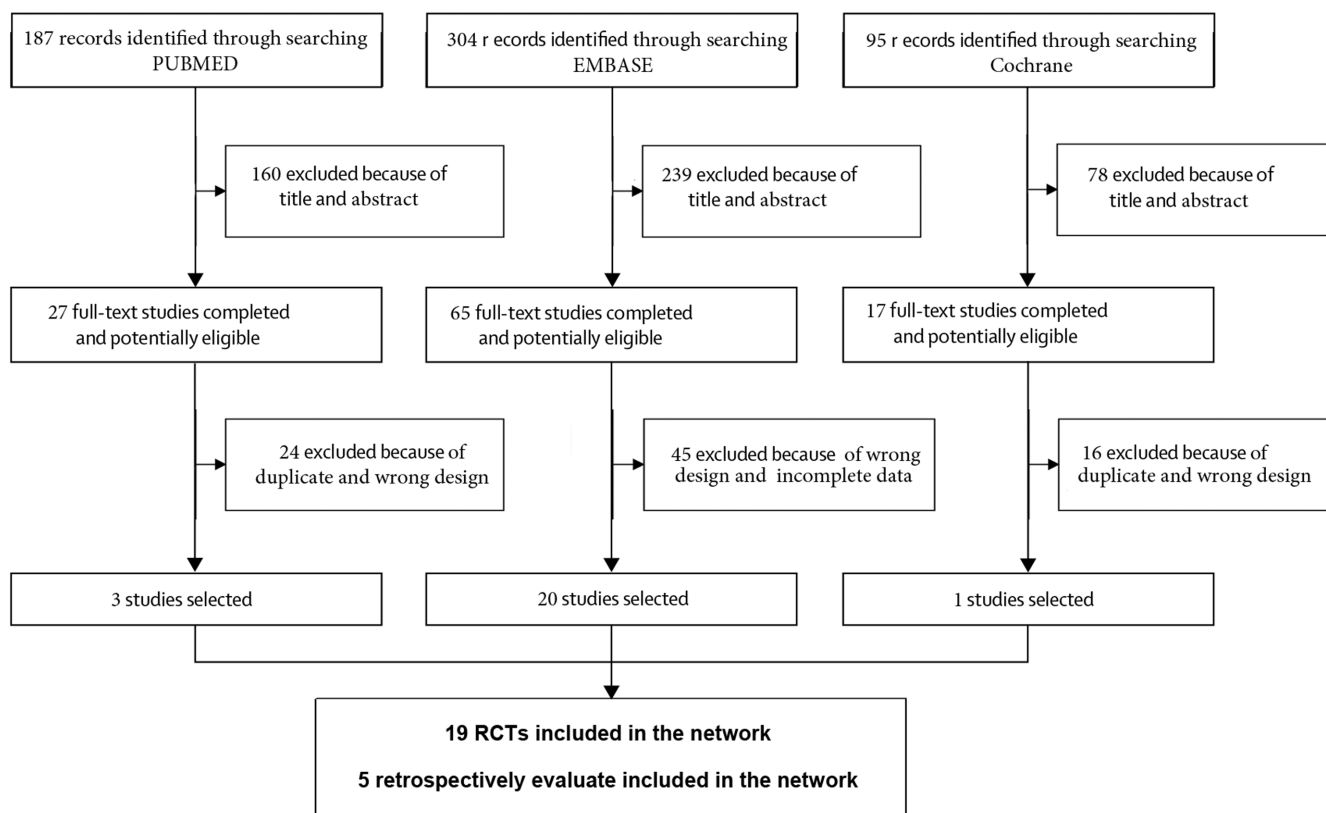 187 records identified through searching
PUBMED
304 r ecords identified through searching
EMBASE
95 r ecords identified through searching
Cochrane
160 excluded because of
title and abstract
239 excluded because of
title and abstract
78 excluded because of
title and abstract
27 full-text studies completed
and potentially eligible
65 full-text studies completed
and potentially eligible
17 full-text studies completed
and potentially eligible
24 excluded because of
duplicate and wrong design
45 excluded because of wrong
design and incomplete data
16 excluded because of
duplicate and wrong design
3 studies selected
20 studies selected
1 studies selected
19 RCTs included in the network
5 retrospectively evaluate included in the network